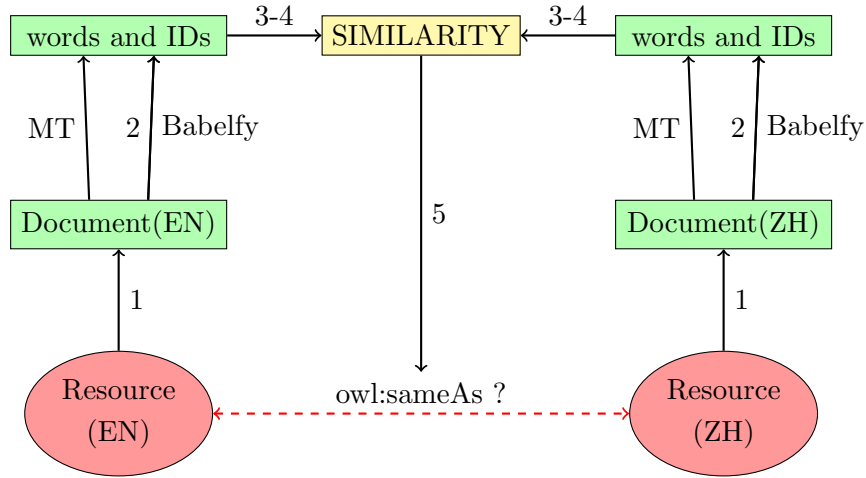 3-4
3-4
words and IDs
SIMILARITY
words and IDs
MT
2
Babelfy
MT
2
Babelfy
Document(EN)
5
Document(ZH)
1
1
Resource
(EN)
owl:sameAs ?
Resource
(ZH)